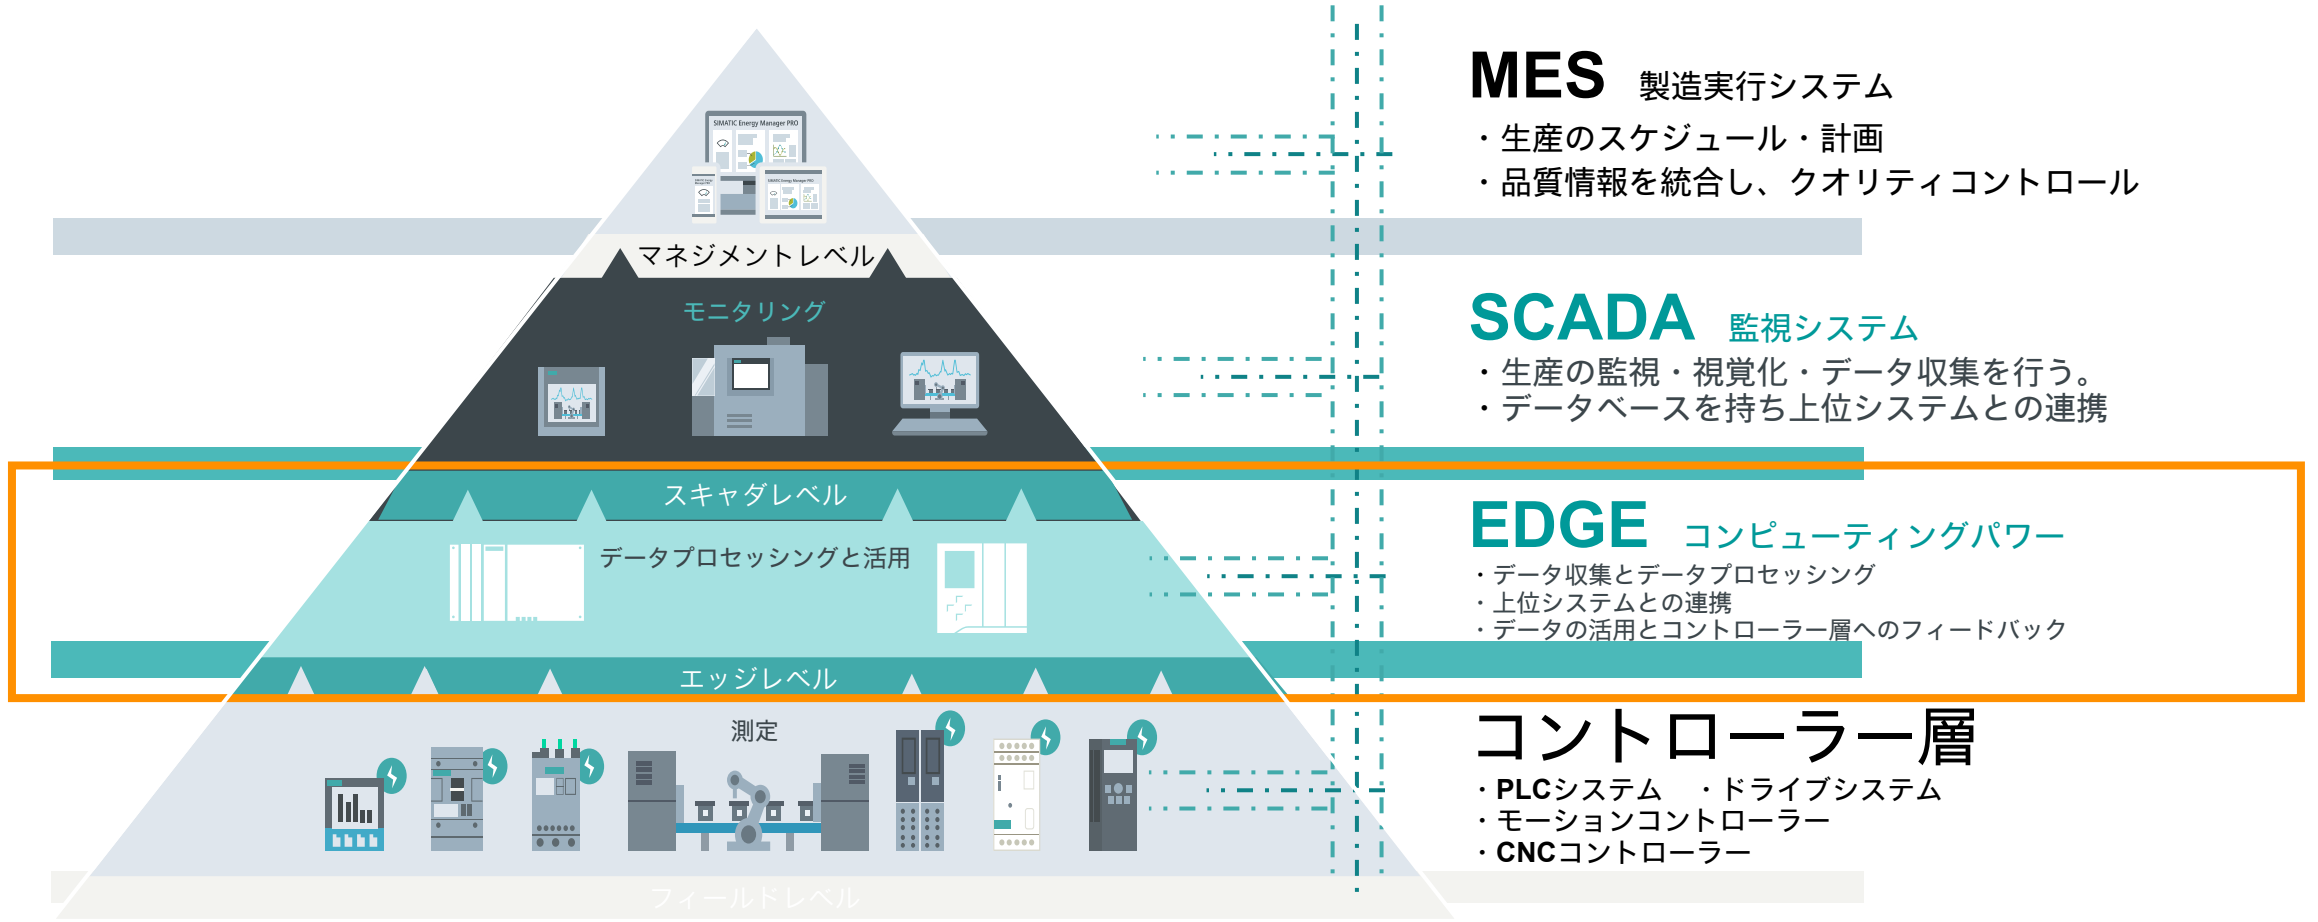 MES 製造実行システム
・生産のスケジュール・計画
・品質情報を統合し、クオリティコントロール
SIMATIC Energy Manager PRO
SIMATIC Energy Manager PRO
SIMATIC Energy Manager PRO
マネジメントレベル
モニタリング
SCADA 監視システム
・生産の監視・視覚化・データ収集を行う。
・データベースを持ち上位システムとの連携
スキャダレベル
データプロセッシングと活用
EDGE コンピューティングパワー
・データ収集とデータプロセッシング
・上位システムとの連携
・データの活用とコントローラー層へのフィードバック
エッジレベル
測定
コントローラー層
・PLCシステム ・ドライブシステム
・モーションコントローラー
・CNCコントローラー
フィールドレベル